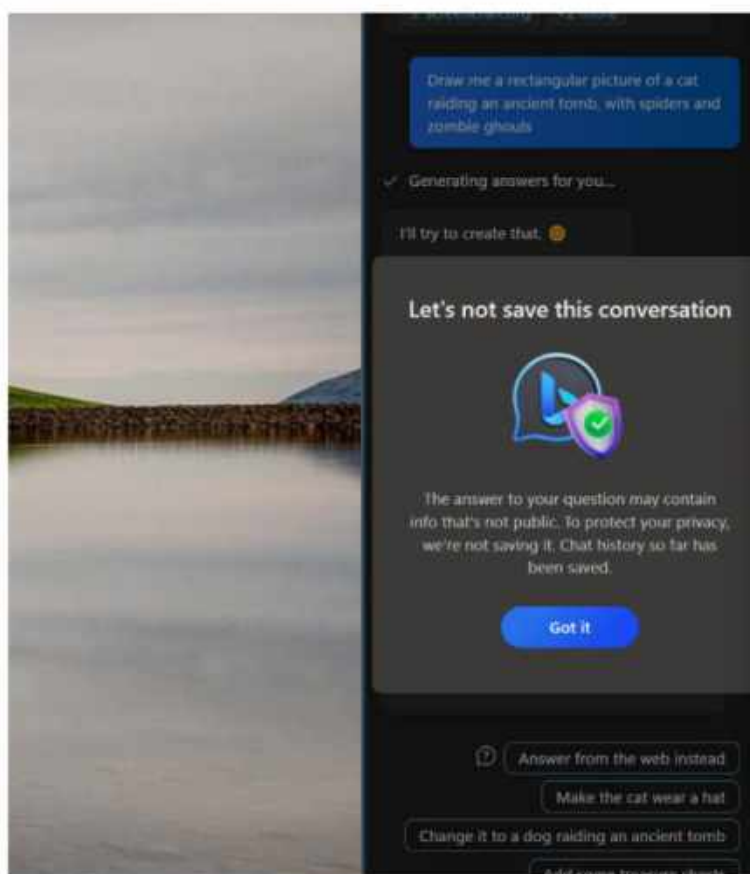 Draw me a rectangular picture of a cat
raiding an ancient tomb, with spiders and
zombie ghouls
Generating answers for you...
I'll try to create that.
Let's not save this conversation
The answer to your question may contain
info that's not public. To protect your privacy,
we're not saving it. Chat history so far has
been saved.
Got it
Answer from the web instead
Make the cat wear a hat
Change it to a dog raiding an ancient tomb